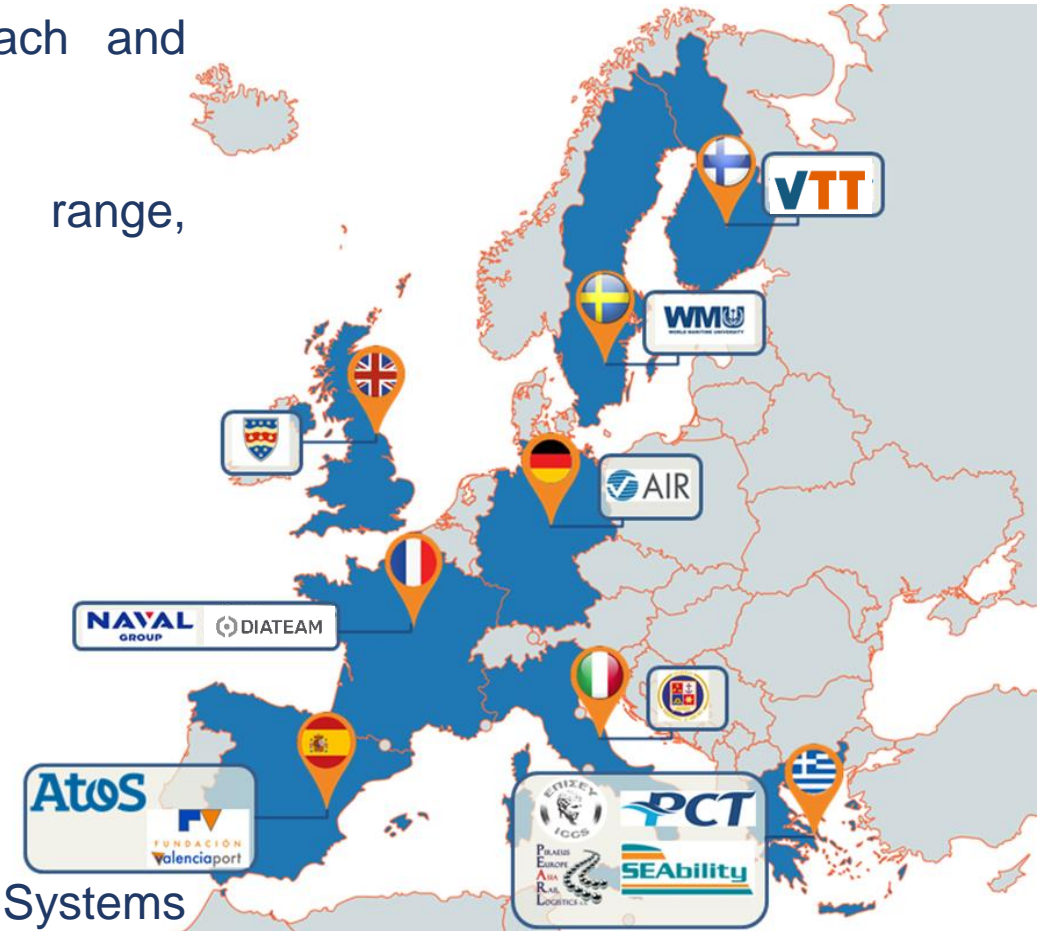 ach and
range,
VTT
WMU
WORLD MARITIME UNIVERSITY
AIR
NAVAL
GROUP
DIATEAM
Atos
FUNDACIÓN
valenciaport
ΕΠΙΣΕΥ
ICCS
PCT
PIRAEUS
EUROPE
ASIA
RAIL
LOGISTICS
SEAbility
Systems